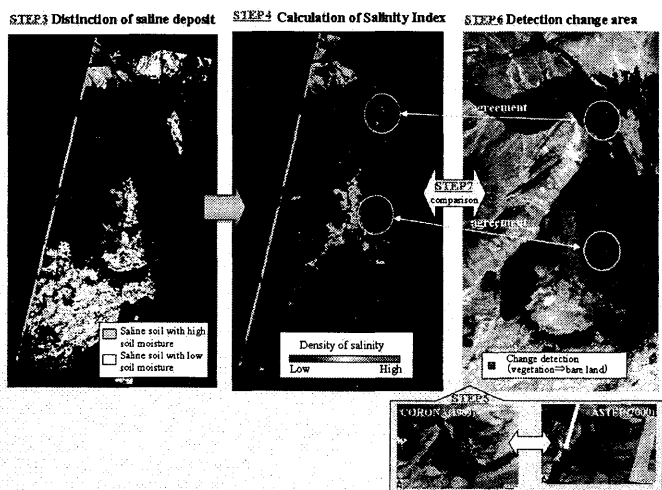 STEP3 Distinction of saline deposit
Saline soil with high
soil moisture
Saline soil with low
soil moisture
STEP4 Calculation of Salinity Index
Density of salinity
Low High
STEP7
comparison
STEP6 Detection change area
agreement
agreement
Change detection
(vegetation⇒bare land)
STEP5
CORONA
ASTER(2000)